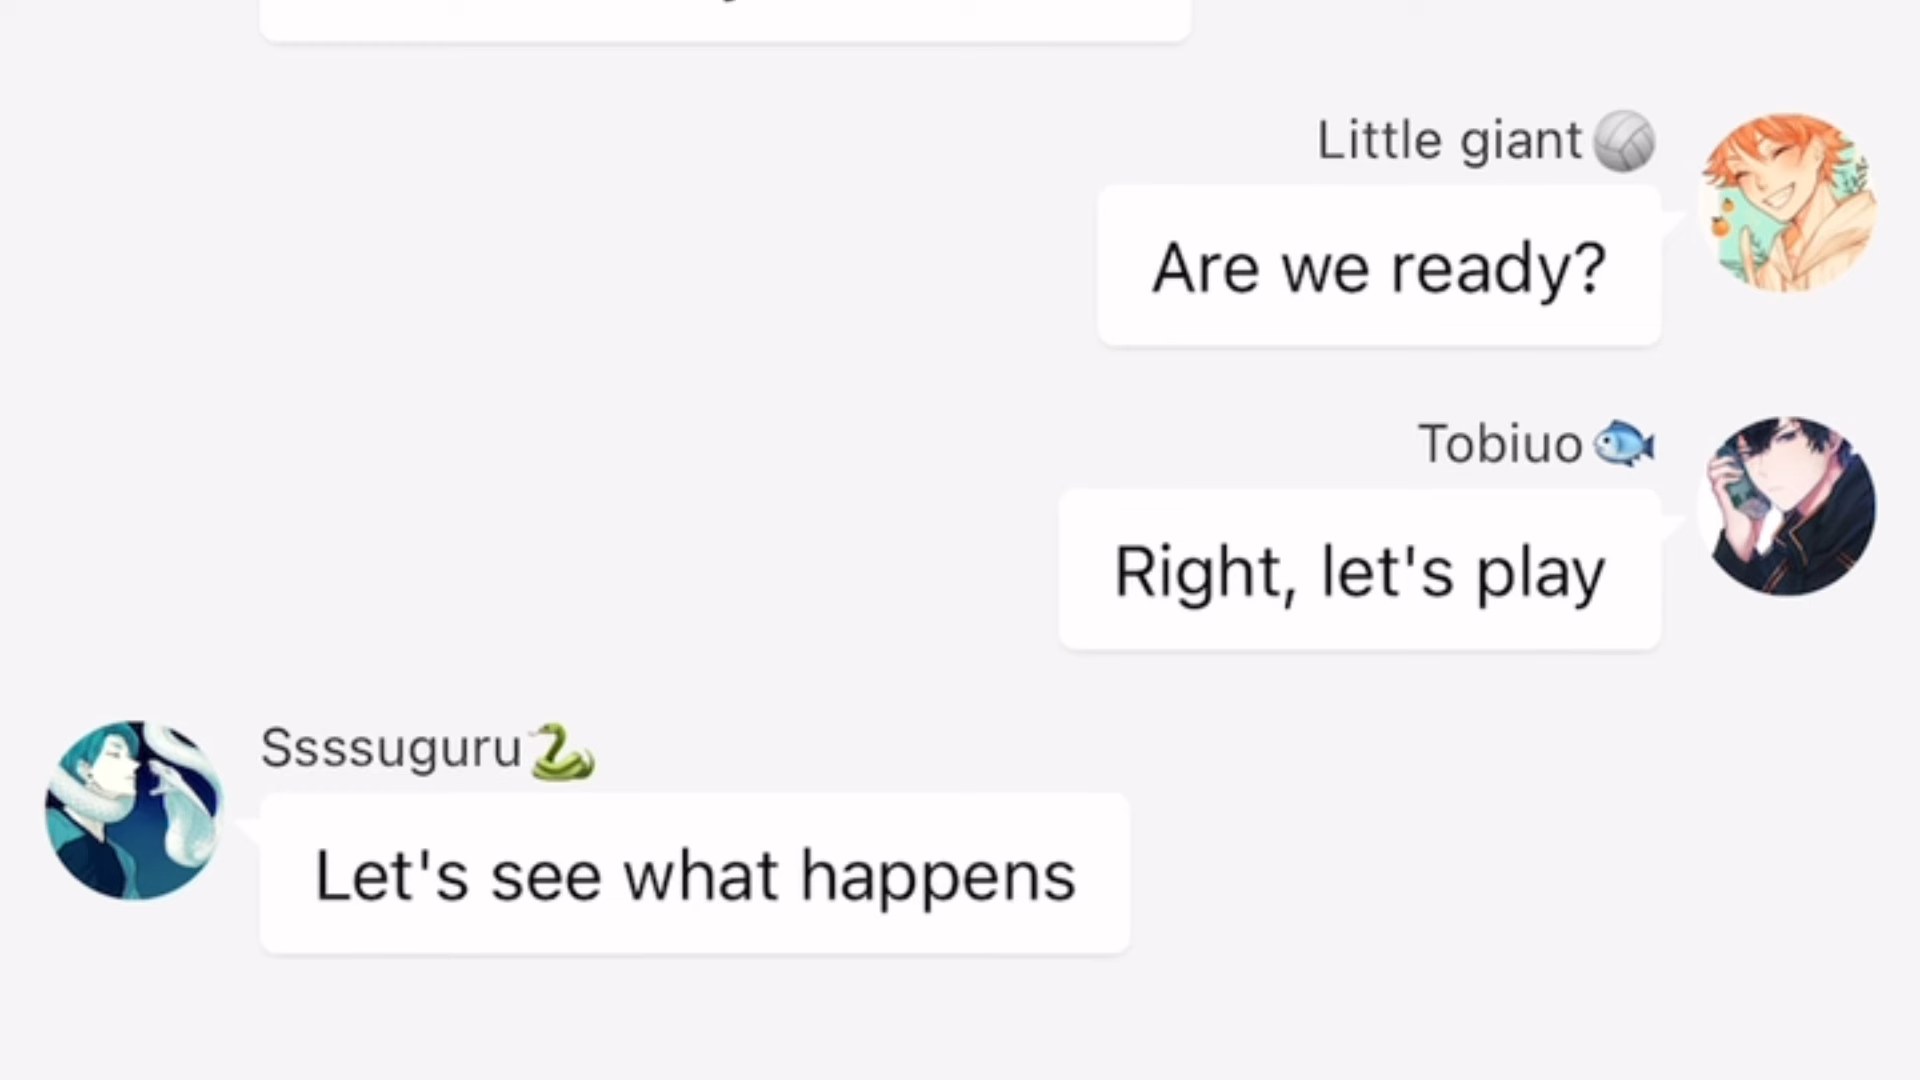 Little giant🏐
Are we ready?
Tobiuo🐟
Right, let's play
Ssssuguru🐍
Let's see what happens